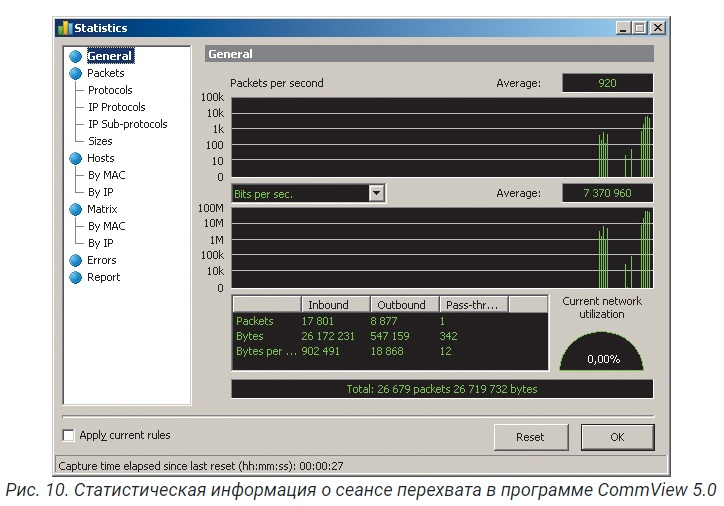 Statistics
General
Packets
Protocols
IP Protocols
IP Sub-protocols
Sizes
Hosts
By MAC
By IP
Matrix
By MAC
By IP
Errors
Report
General
Packets per second
Average: 920
100k
10k
1k
100
10
0
Bits per sec.
Average: 7 370 960
100M
10M
1M
100k
10k
0
Inbound Outbound Pass-thr...
Packets 17 801 8 877 1
Bytes 26 172 231 547 159 342
Bytes per ... 902 491 18 868 12
Current network
utilization
0,00%
Total: 26 679 packets 26 719 732 bytes
Apply current rules
Reset
OK
Capture time elapsed since last reset (hh:mm:ss): 00:00:27
Рис. 10. Статистическая информация о сеансе перехвата в программе CommView 5.0